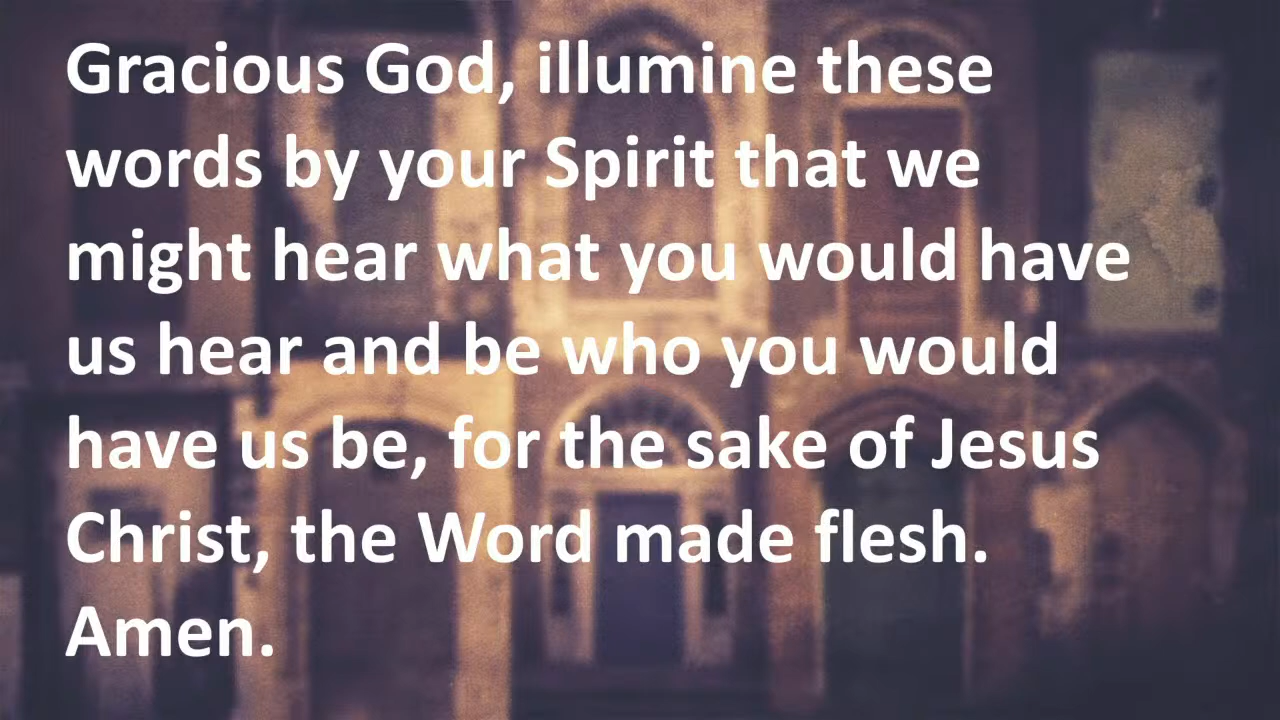 Gracious God, illumine these
words by your Spirit that we
might hear what you would have
us hear and be who you would
have us be, for the sake of Jesus
Christ, the Word made flesh.
Amen.